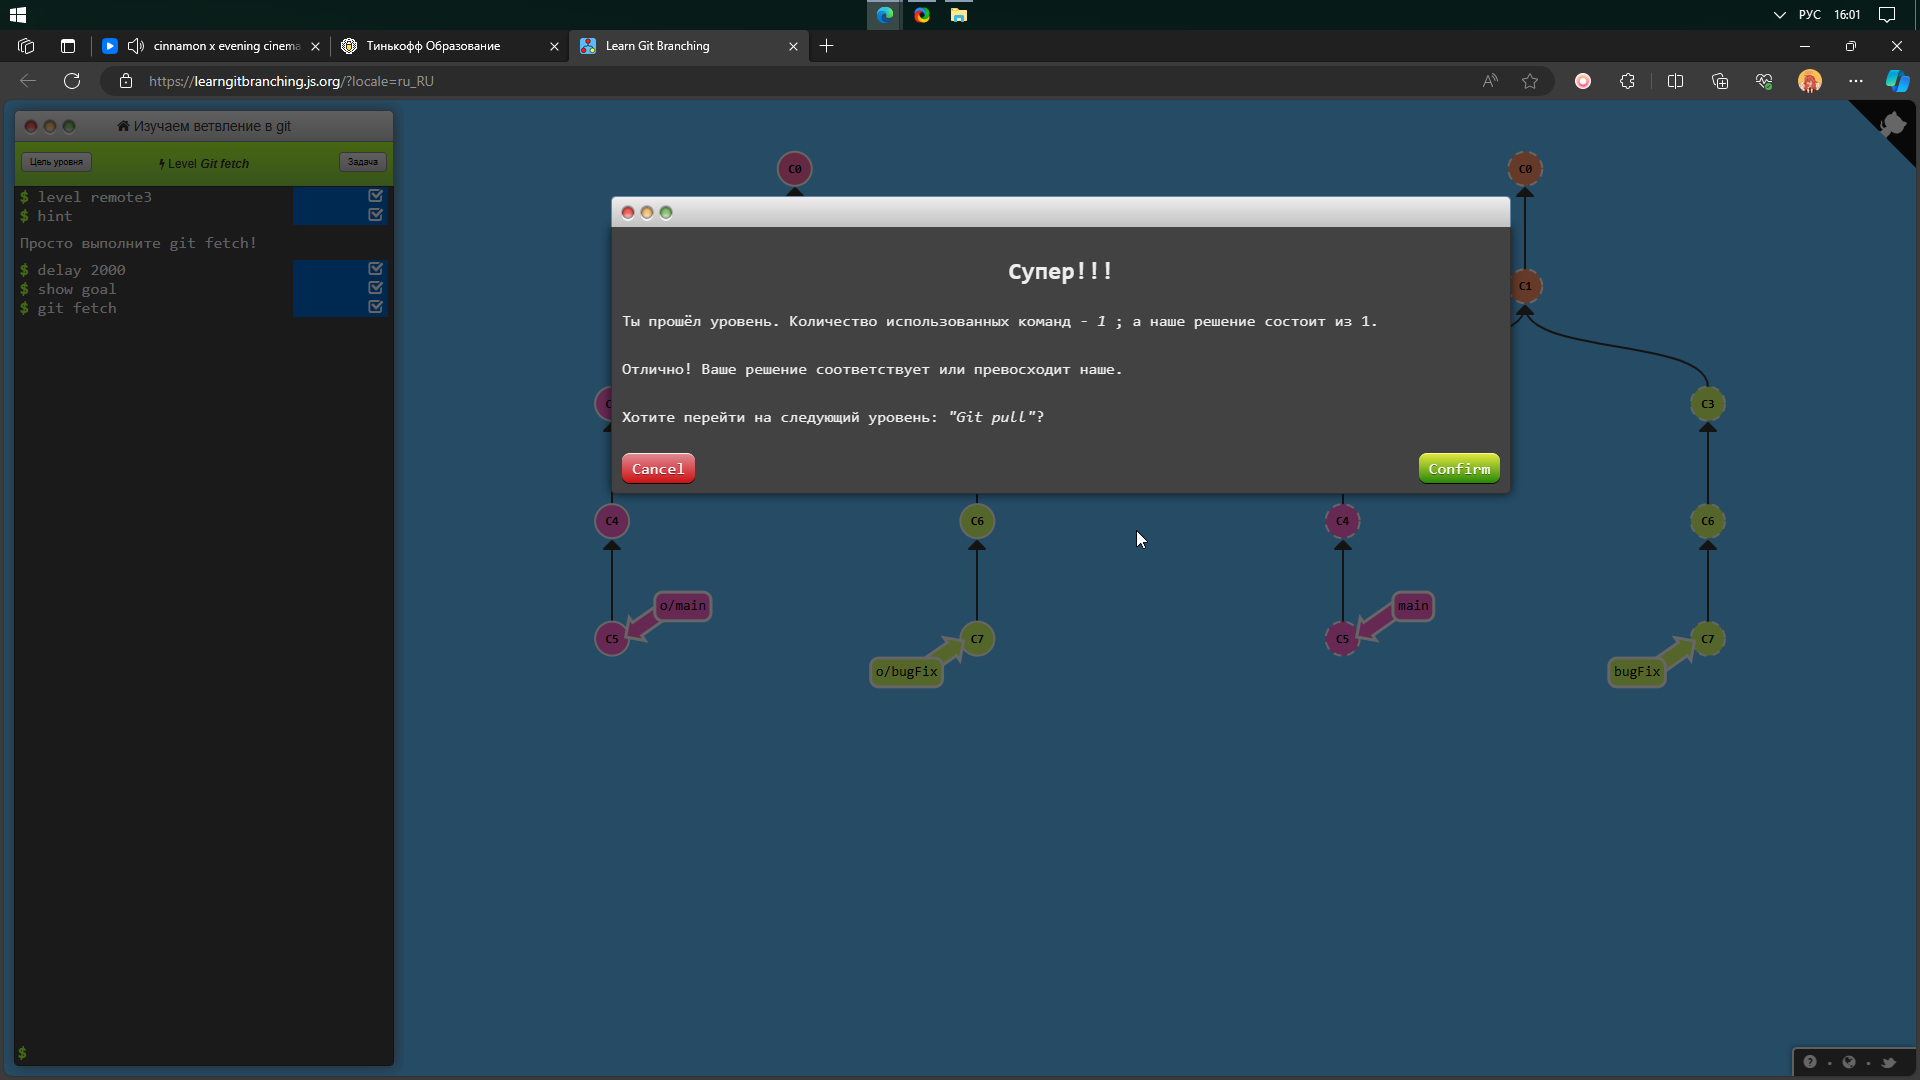 РУС 16:01
cinnamon x evening cinema
Тинькофф Образование
Learn Git Branching
https://learngitbranching.js.org/?locale=ru_RU
Изучаем ветвление в git
Цель уровня
Level Git fetch
Задача
$ level remote3
$ hint
Просто выполните git fetch!
$ delay 2000
$ show goal
$ git fetch
$
Супер!!!
Ты прошёл уровень. Количество использованных команд - 1 ; а наше решение состоит из 1.
Отлично! Ваше решение соответствует или превосходит наше.
Хотите перейти на следующий уровень: "Git pull"?
Cancel
Confirm
C0
C0
C1
C3
C4
C6
C4
C6
o/main
main
C5
C7
C5
C7
o/bugFix
bugFix